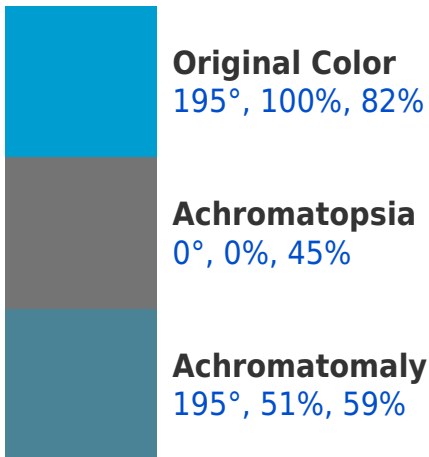 Original Color
195°, 100%, 82%
Achromatopsia
0°, 0%, 45%
Achromatomaly
195°, 51%, 59%